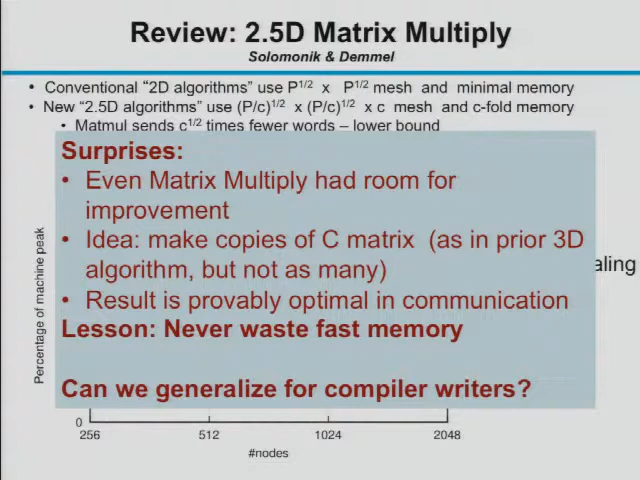 Review: 2.5D Matrix Multiply
Solomonik & Demmel
• Conventional “2D algorithms” use P1/2 x P1/2 mesh and minimal memory
• New “2.5D algorithms” use (P/c)1/2 x (P/c)1/2 x c mesh and c-fold memory
• Matmul sends c1/2 times fewer words – lower bound
Surprises:
• Even Matrix Multiply had room for
improvement
• Idea: make copies of C matrix (as in prior 3D
algorithm, but not as many)
• Result is provably optimal in communication
Lesson: Never waste fast memory
Can we generalize for compiler writers?
aling
Percentage of machine peak
0
256 512 1024 2048
#nodes